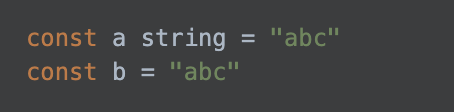 const a string = "abc"
const b = "abc"